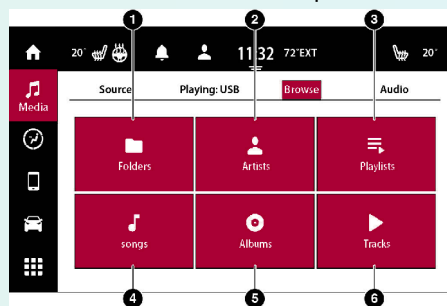 1 2 3
20° 11:32 72°EXT 20°
Media
Source Playing: USB Browse Audio
Folders Artists Playlists
songs Albums Tracks
4 5 6